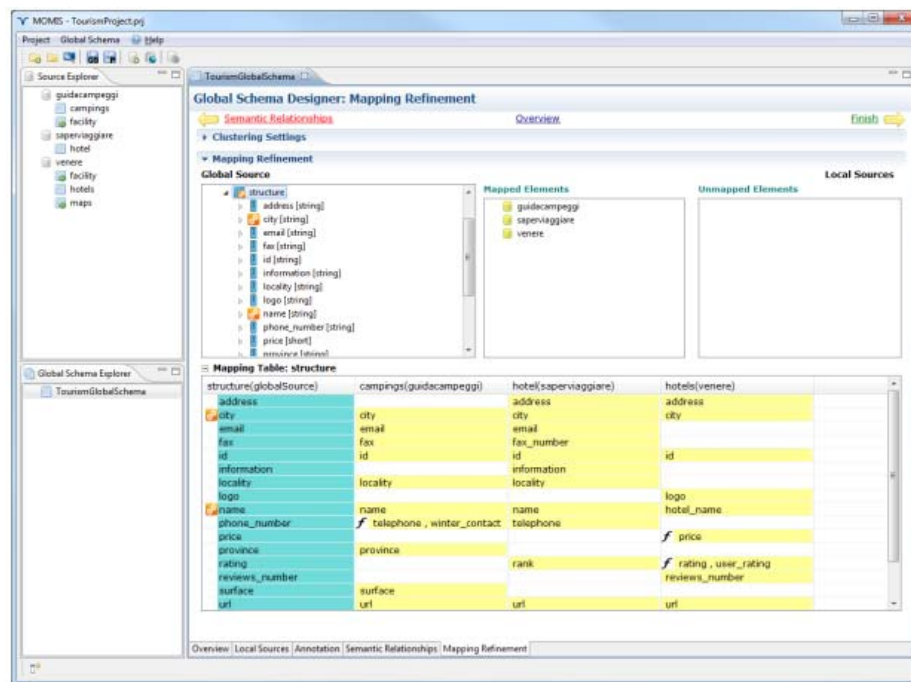 MOMIS - TourismProject.prj
Project Global Schema Help
Source Explorer
guidacampeggi
campings
facility
saperviaggiare
hotel
venere
facility
hotels
maps
Global Schema Explorer
TourismGlobalSchema
TourismGlobalSchema
Global Schema Designer: Mapping Refinement
Semantic Relationships Overview Finish
Clustering Settings
Mapping Refinement
Global Source Local Sources
structure
address [string]
city [string]
email [string]
fax [string]
id [string]
information [string]
locality [string]
logo [string]
name [string]
phone_number [string]
price [short]
province [string]
Mapped Elements
guidacampeggi
saperviaggiare
venere
Unmapped Elements
Mapping Table: structure
structure(globalSource) campings(guidacampeggi) hotel(saperviaggiare) hotels(venere)
address address address
city city city city
email email email
fax fax fax_number
id id id id
information information
locality locality locality
logo logo
name name name hotel_name
phone_number f telephone , winter_contact telephone
price f price
province province
rating rank f rating , user_rating
reviews_number reviews_number
surface surface
url url url url
Overview Local Sources Annotation Semantic Relationships Mapping Refinement